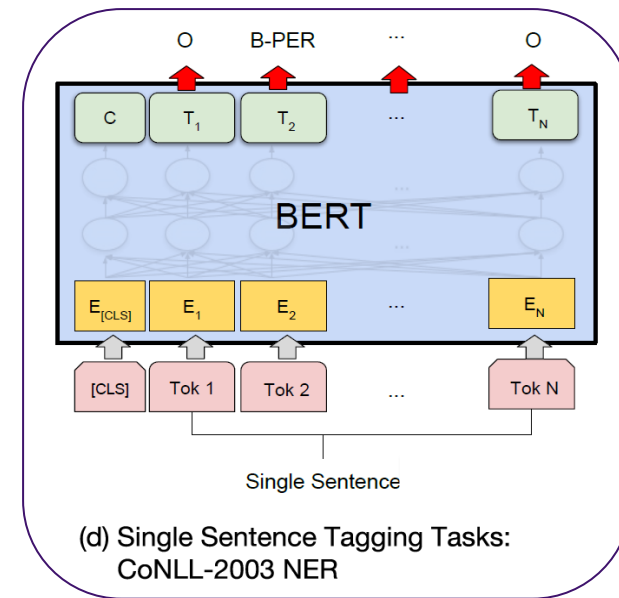 O B-PER ... O
C T1 T2 ... TN
...
BERT
...
E[CLS] E1 E2 ... EN
[CLS] Tok 1 Tok 2 ... Tok N
Single Sentence
(d) Single Sentence Tagging Tasks:
CoNLL-2003 NER